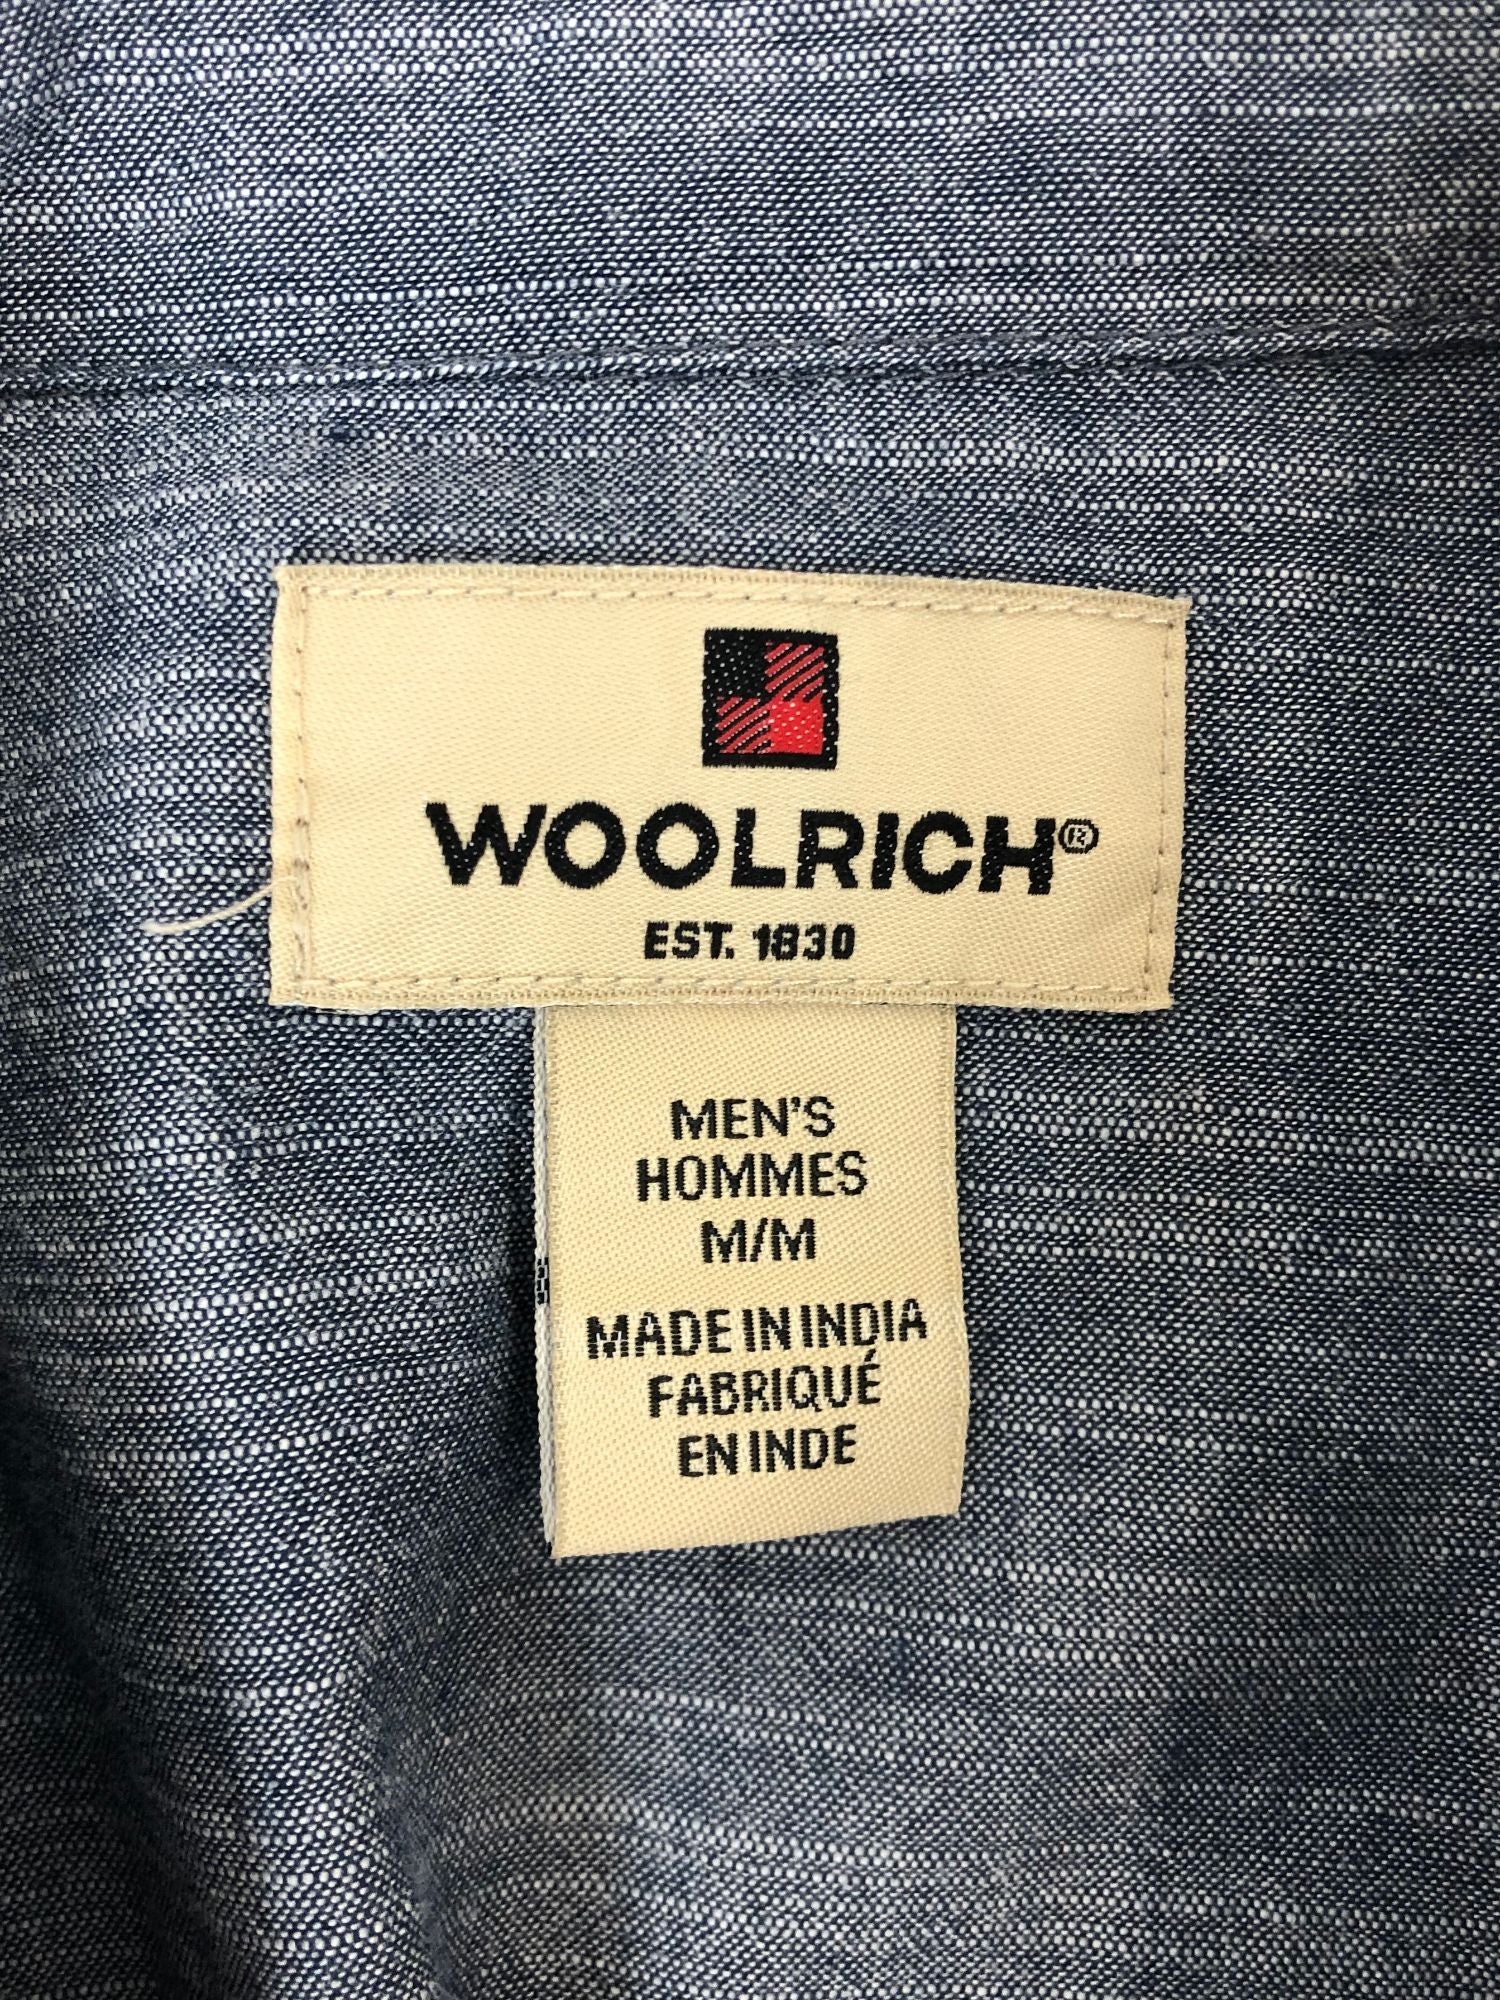 WOOLRICH®
EST. 1830
MEN'S
HOMMES
M/M
MADE IN INDIA
FABRIQUÉ
EN INDE